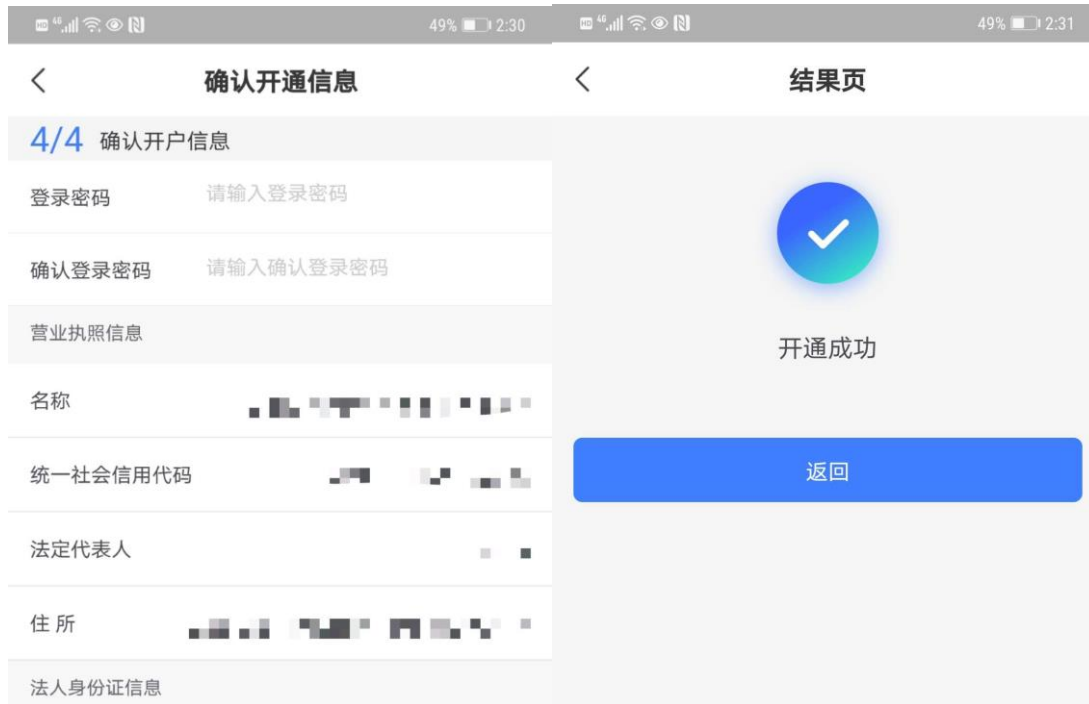 HD 4G 49% 2:30
确认开通信息
4/4 确认开户信息
登录密码 请输入登录密码
确认登录密码 请输入确认登录密码
营业执照信息
名称
统一社会信用代码
法定代表人
住 所
法人身份证信息
HD 4G 49% 2:31
结果页
开通成功
返回